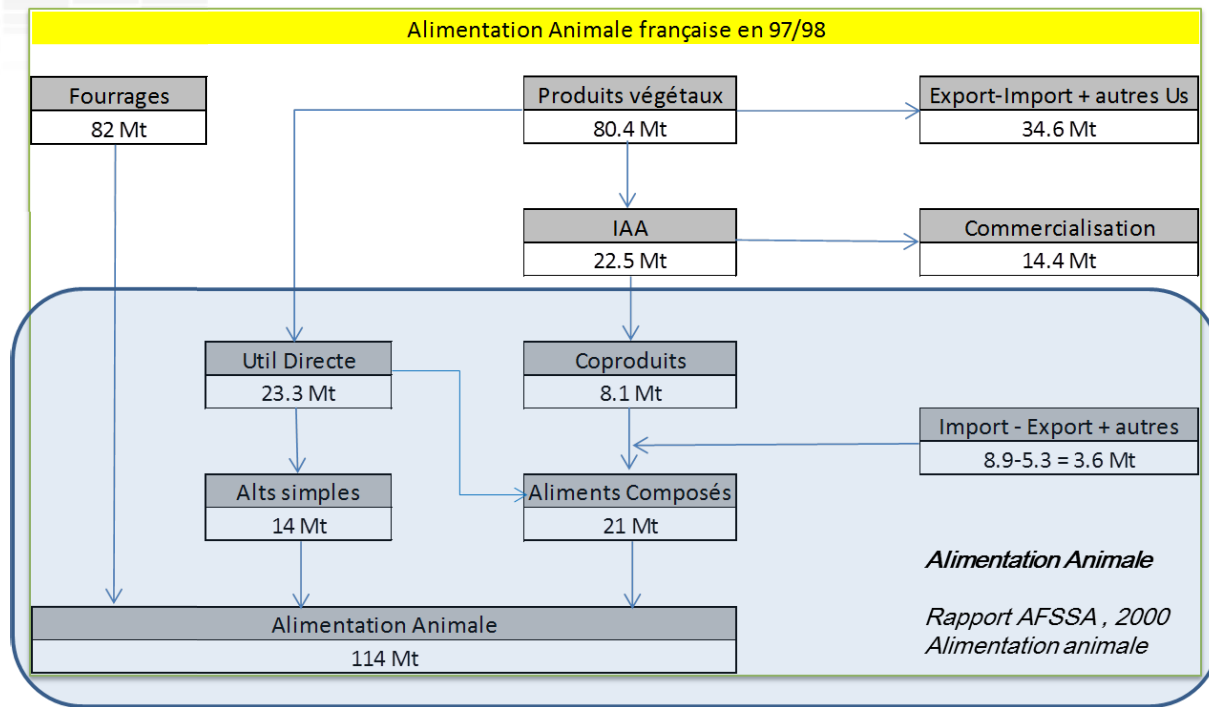 Alimentation Animale française en 97/98
Fourrages
82 Mt
Produits végétaux
80.4 Mt
Export-Import + autres Us
34.6 Mt
IAA
22.5 Mt
Commercialisation
14.4 Mt
Util Directe
23.3 Mt
Coproduits
8.1 Mt
Import - Export + autres
8.9-5.3 = 3.6 Mt
Alts simples
14 Mt
Aliments Composés
21 Mt
Alimentation Animale
Rapport AFSSA , 2000
Alimentation animale
Alimentation Animale
114 Mt